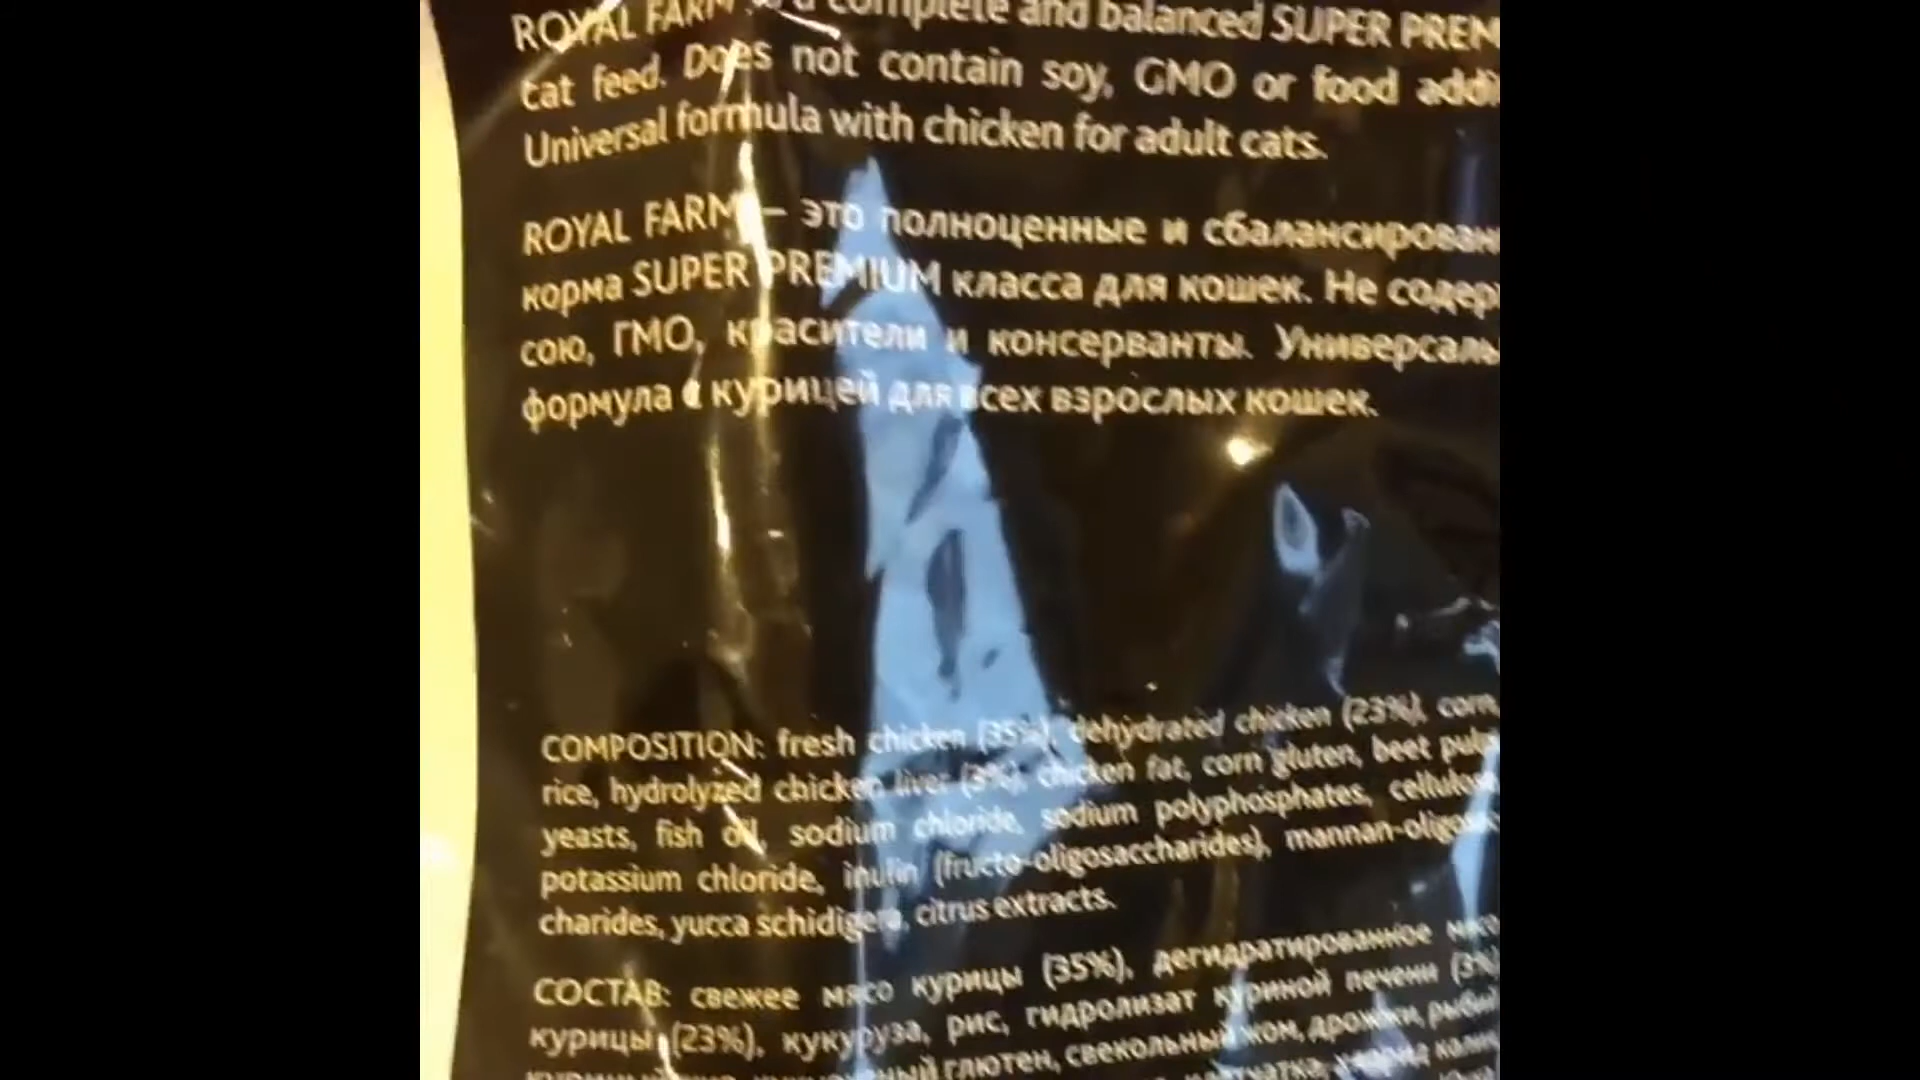 ROYAL FARM is a complete and balanced SUPER PREM
cat feed. Does not contain soy, GMO or food addi
Universal formula with chicken for adult cats.
ROYAL FARM – это полноценные и сбалансирован
корма SUPER PREMIUM класса для кошек. Не содер
сою, ГМО, красители и консерванты. Универсаль
формула с курицей для всех взрослых кошек.
COMPOSITION: fresh chicken (35%), dehydrated chicken (23%), corn,
rice, hydrolyzed chicken liver (3%), chicken fat, corn gluten, beet pulp
yeasts, fish oil, sodium chloride, sodium polyphosphates, cellulos
potassium chloride, inulin (fructo-oligosaccharides), mannan-oligosa
charides, yucca schidigera, citrus extracts.
СОСТАВ: свежее мясо курицы (35%), дегидратированное мясо
курицы (23%), кукуруза, рис, гидролизат куриной печени (3%)
глютен, свекольный жом, дрожжи, рыбий